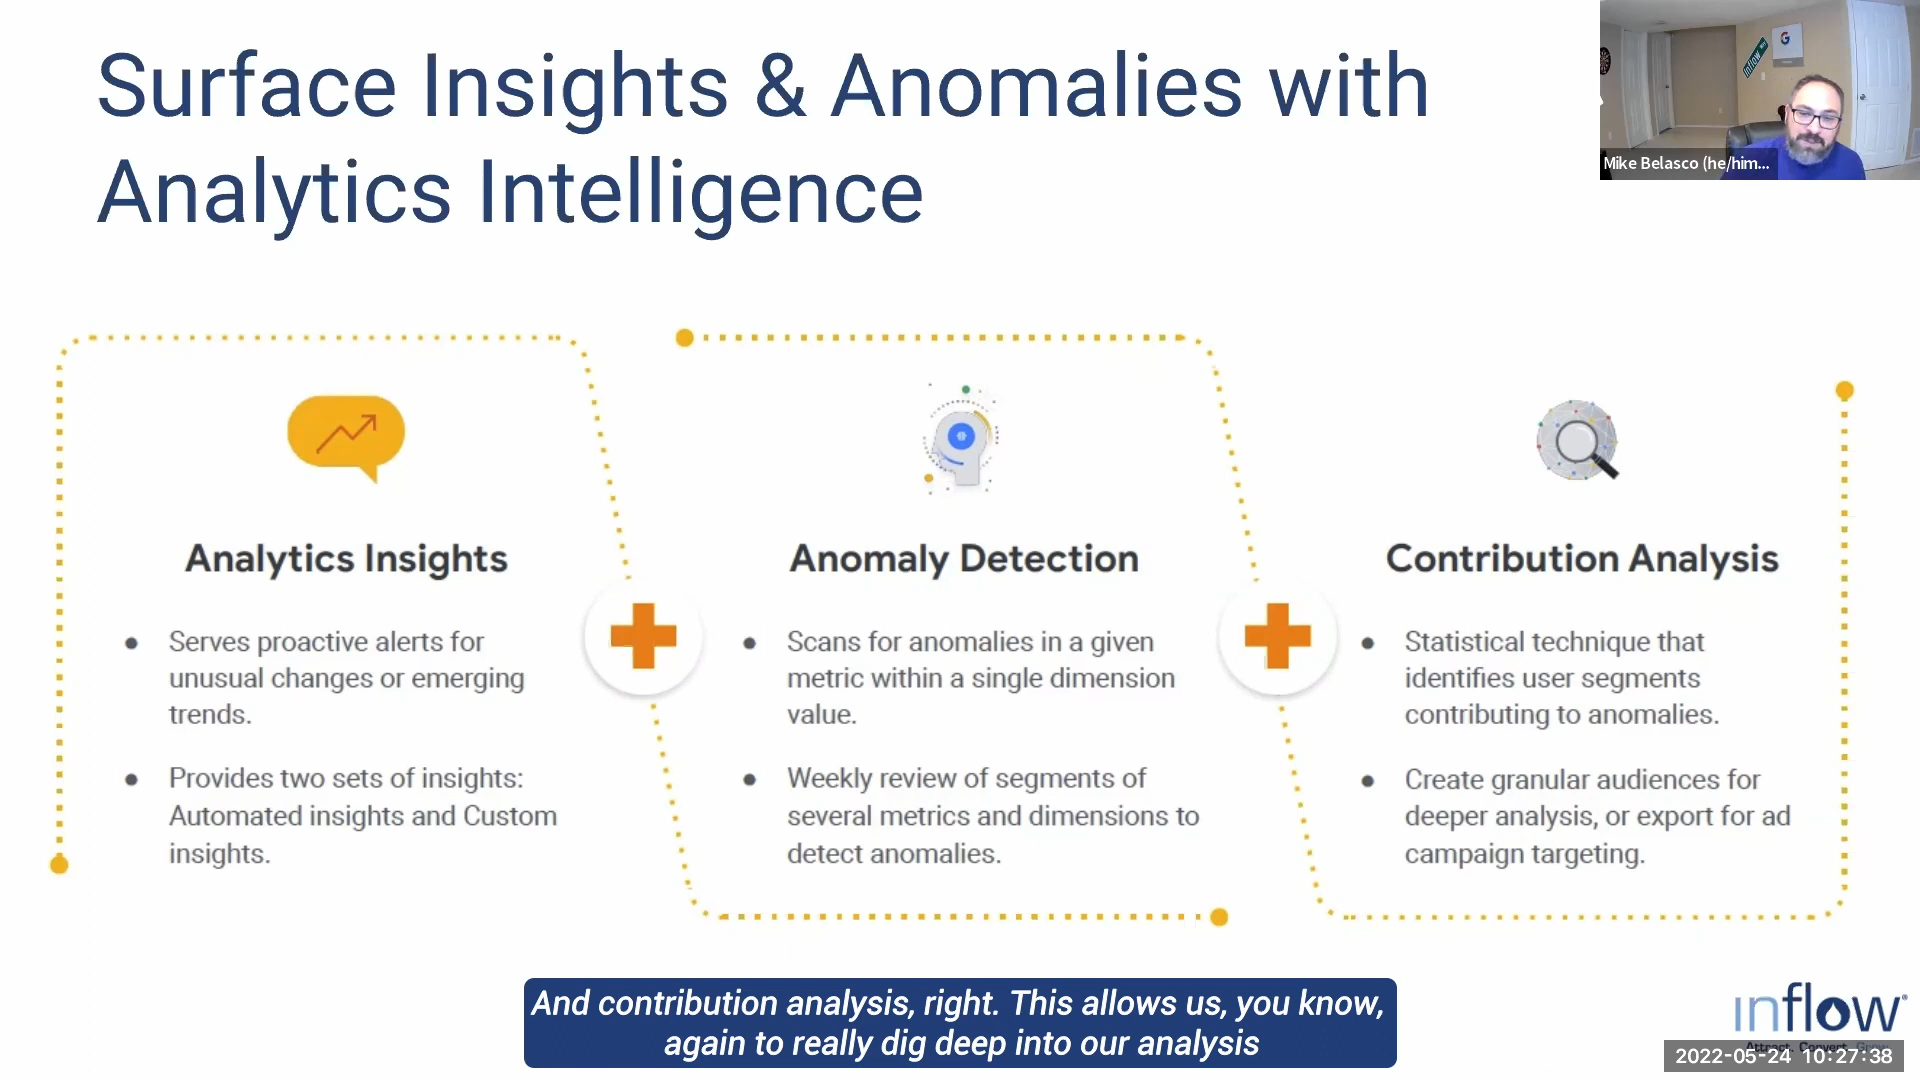 Surface Insights & Anomalies with
Analytics Intelligence
Inflow
G
Mike Belasco (he/him...
Analytics Insights
● Serves proactive alerts for
unusual changes or emerging
trends.
● Provides two sets of insights:
Automated insights and Custom
insights.
Anomaly Detection
● Scans for anomalies in a given
metric within a single dimension
value.
● Weekly review of segments of
several metrics and dimensions to
detect anomalies.
Contribution Analysis
● Statistical technique that
identifies user segments
contributing to anomalies.
● Create granular audiences for
deeper analysis, or export for ad
campaign targeting.
And contribution analysis, right. This allows us, you know,
again to really dig deep into our analysis
inflow®
Attract. Convert. Grow.
2022-05-24 10:27:38